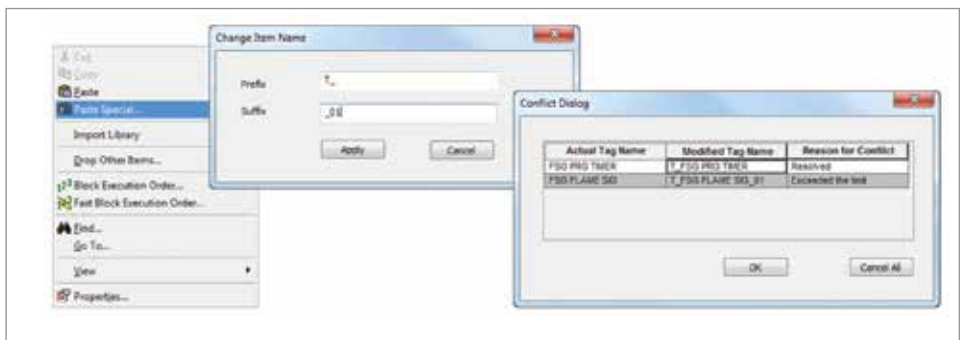 Cut
Copy
Paste
Paste Special...
Import Library
Drop Other Items...
Block Execution Order...
Fast Block Execution Order...
Find...
Go To...
View
Properties...
Change Item Name
Prefix
T_
Suffix
_01
Apply
Cancel
Conflict Dialog
Actual Tag Name Modified Tag Name Reason for Conflict
FSG PRG TIMER T_FSG PRG TIMER Resolved
FSG FLAME SIG T_FSG FLAME SIG_01 Exceeded the limit
OK
Cancel All